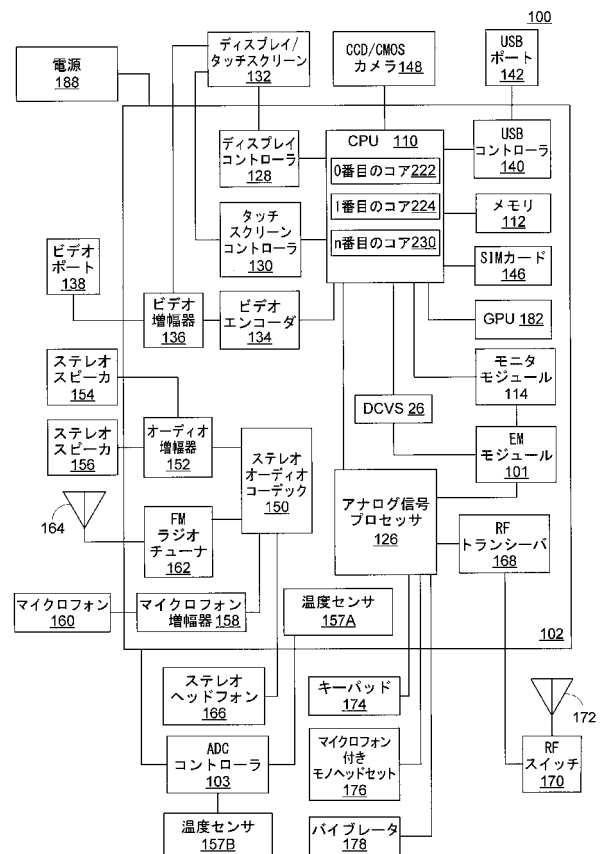 100
電源
188
ディスプレイ/
タッチスクリーン
132
CCD/CMOS
カメラ148
USB
ポート
142
ディスプレイ
コントローラ
128
CPU 110
0番目のコア222
1番目のコア224
n番目のコア230
USB
コントローラ
140
メモリ
112
タッチ
スクリーン
コントローラ
130
SIMカード
146
ビデオ
ポート
138
ビデオ
増幅器
136
ビデオ
エンコーダ
134
GPU 182
モニタ
モジュール
114
ステレオ
スピーカ
154
DCVS 26
ステレオ
スピーカ
156
オーディオ
増幅器
152
ステレオ
オーディオ
コーデック
150
EM
モジュール
101
アナログ信号
プロセッサ
126
164
FM
ラジオ
チューナ
162
RF
トランシーバ
168
マイクロフォン
160
マイクロフォン
増幅器158
温度センサ
157A
102
ステレオ
ヘッドフォン
166
キーパッド
174
172
ADC
コントローラ
103
マイクロフォン
付き
モノヘッドセット
176
RF
スイッチ
170
温度センサ
157B
バイブレータ
178